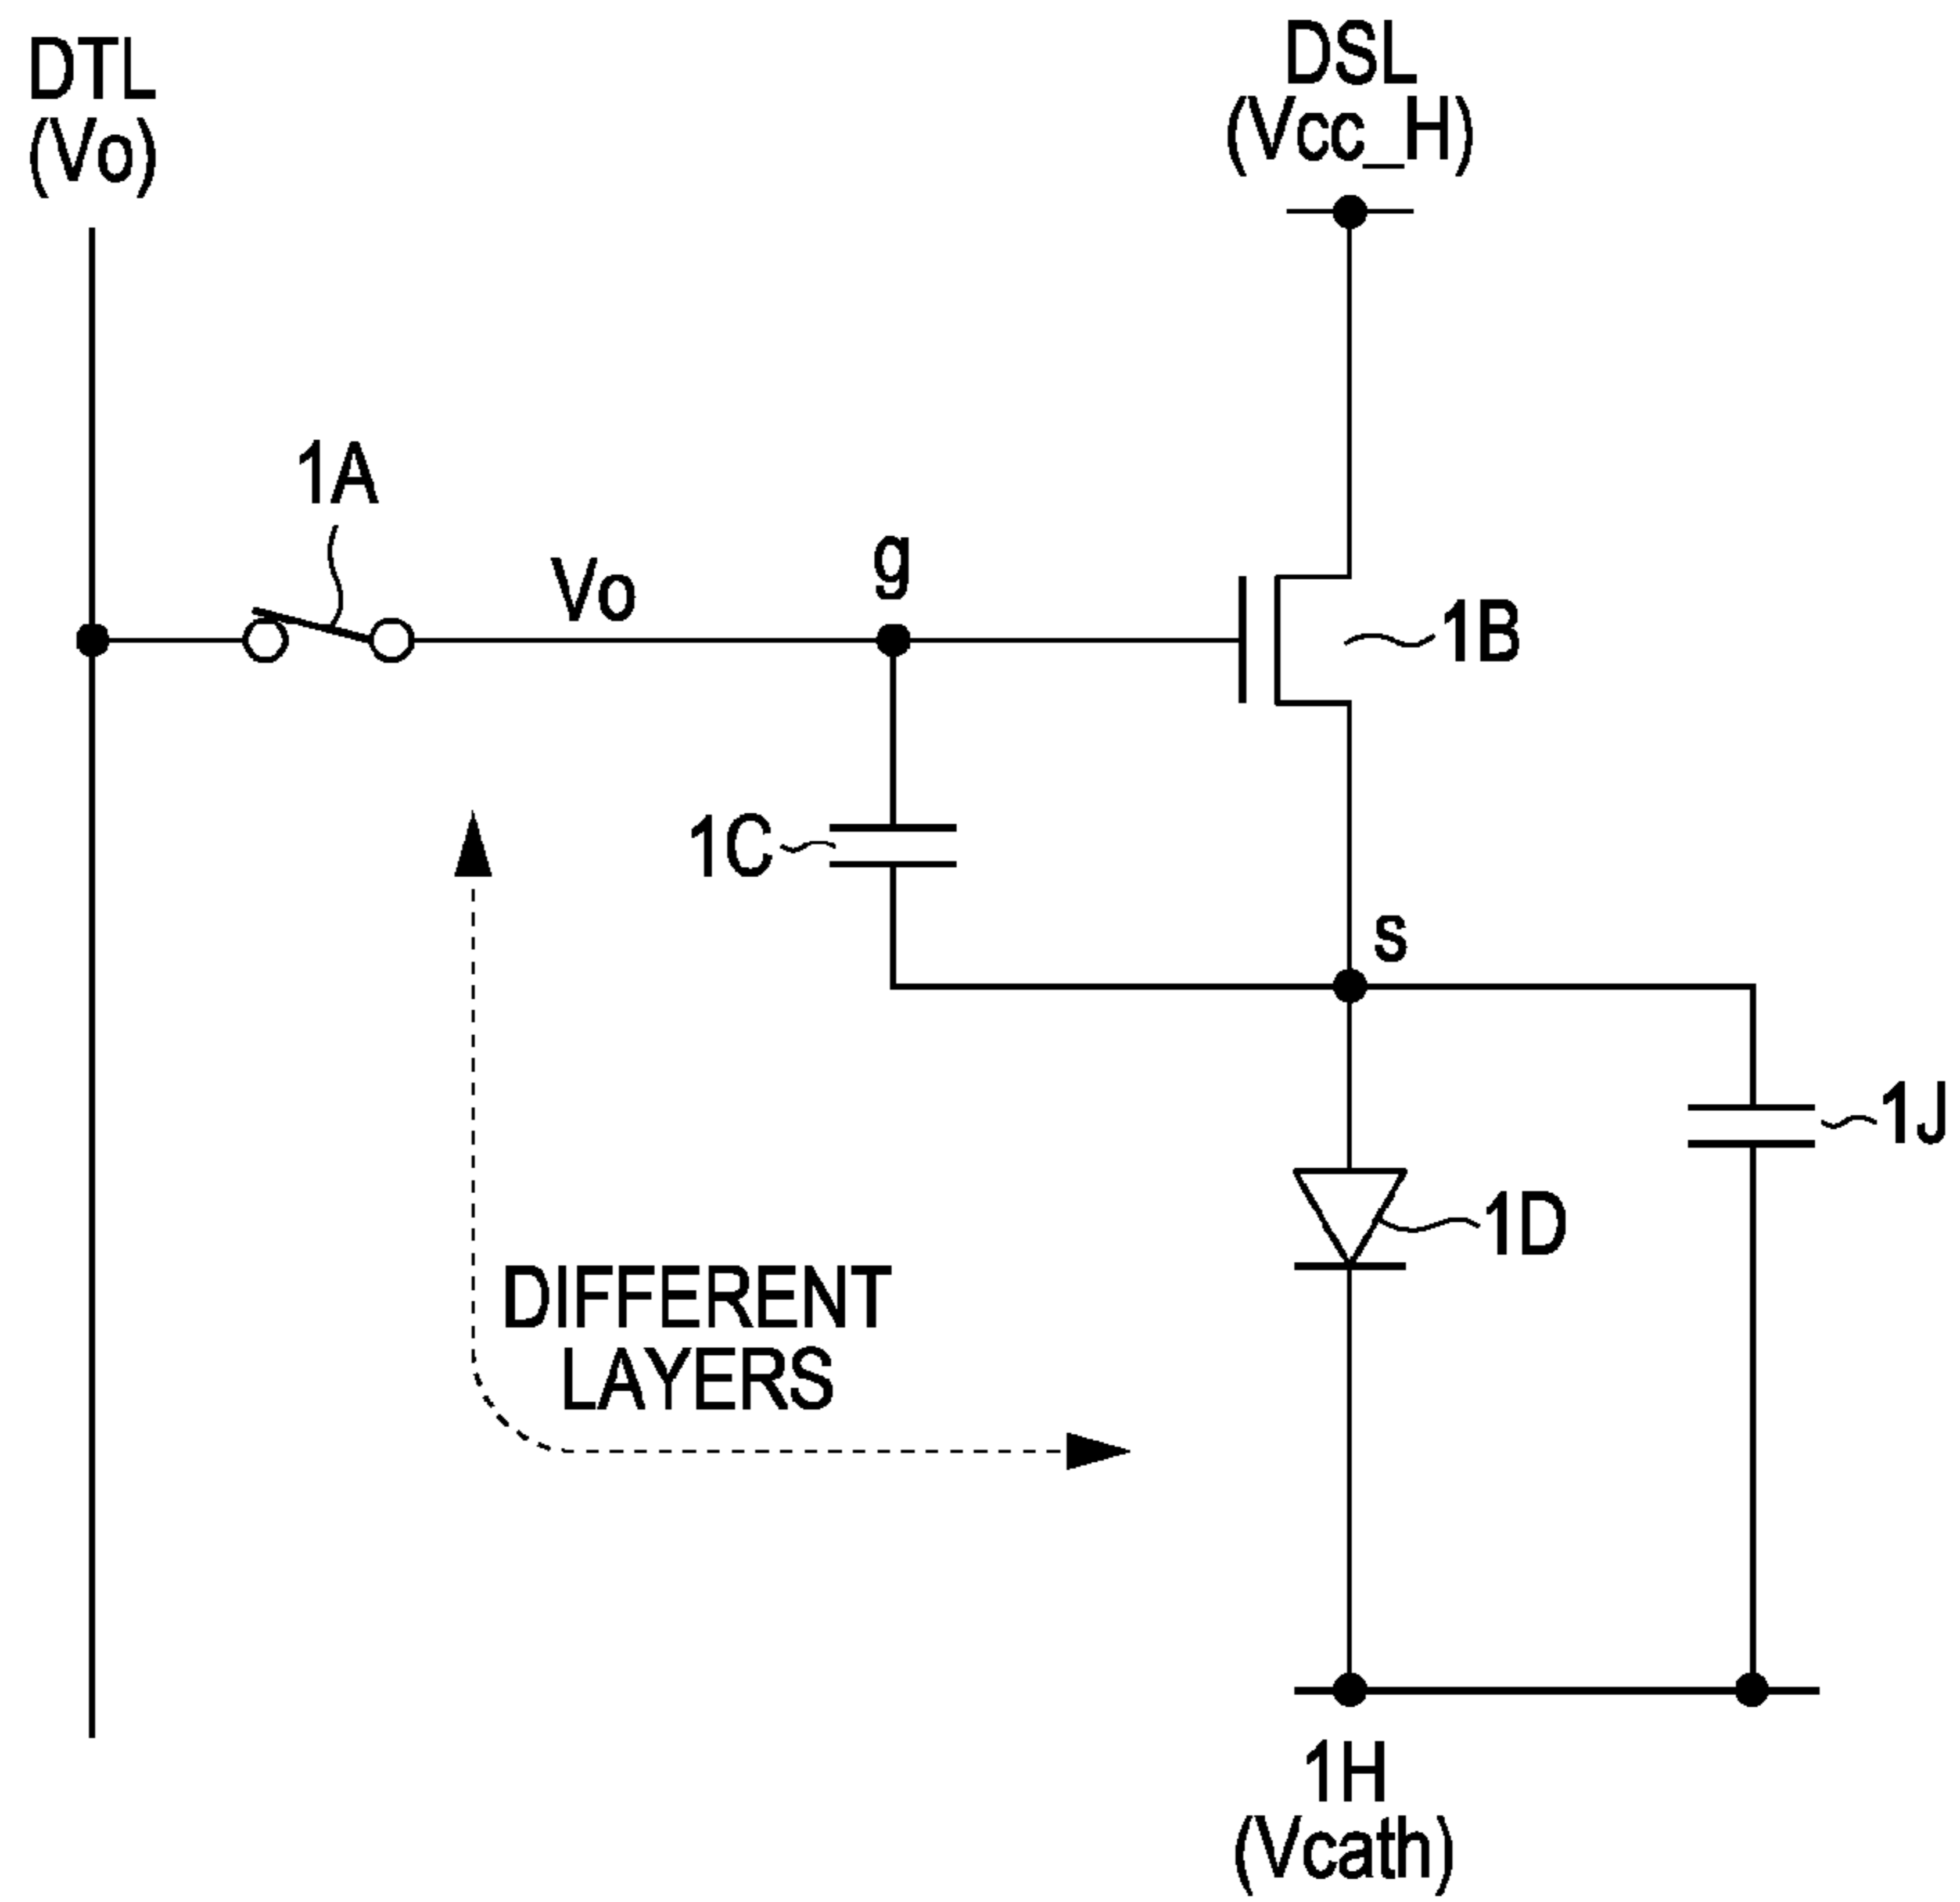 DTL
(Vo)
DSL
(Vcc_H)
1A
Vo
g
1B
1C
s
1J
1D
DIFFERENT
LAYERS
1H
(Vcath)